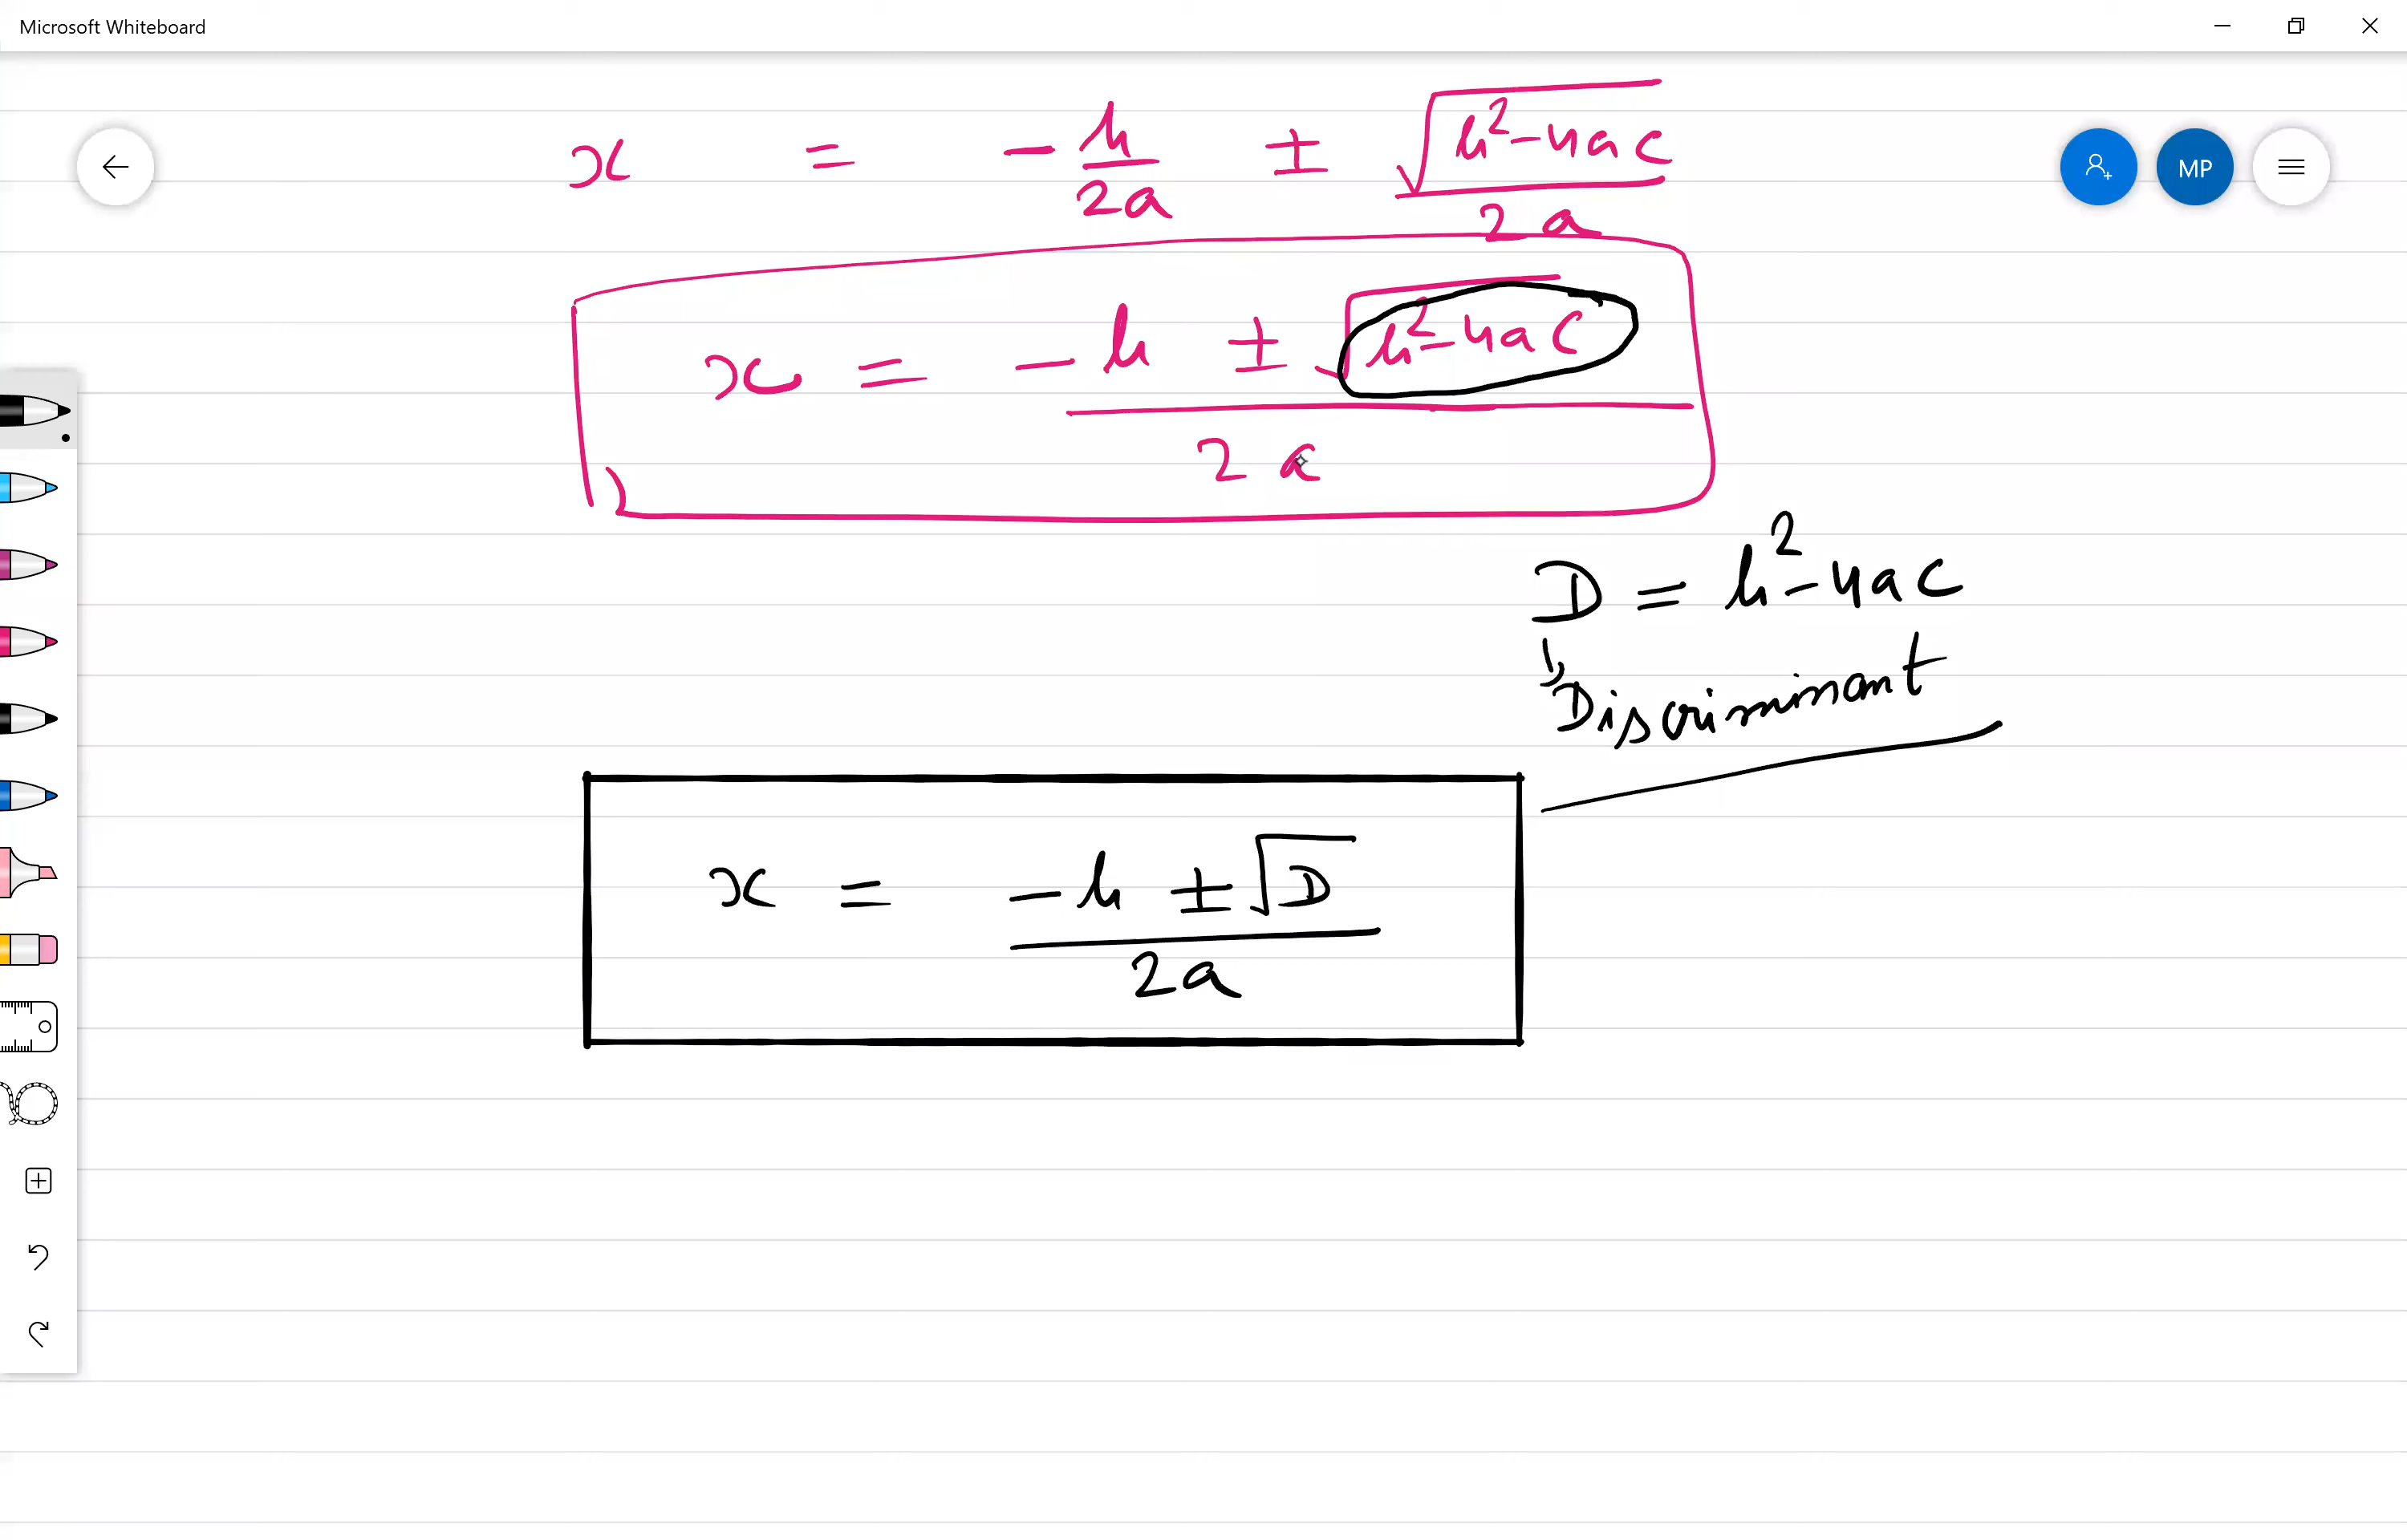 Microsoft Whiteboard
x = -b/2a ± √(b²-4ac)/2a
MP
x = (-b ± √(b²-4ac))/2a
D = b²-4ac
Discriminant
x = (-b ± √D)/2a